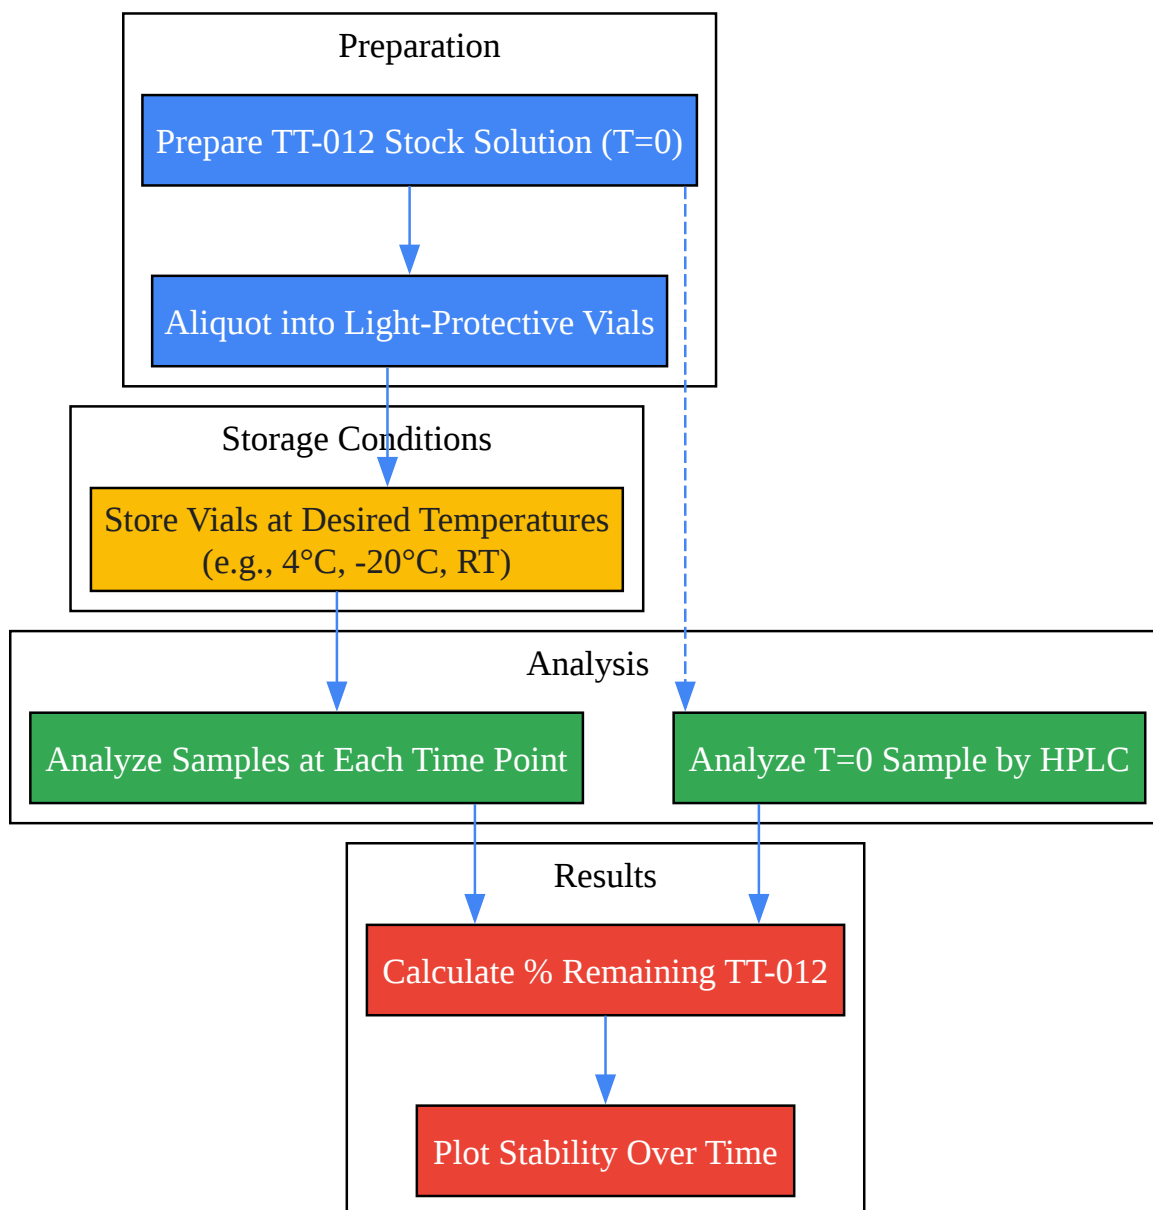 Preparation
Prepare TT-012 Stock Solution (T=0)
Aliquot into Light-Protective Vials
Storage Conditions
Store Vials at Desired Temperatures
(e.g., 4°C, -20°C, RT)
Analysis
Analyze Samples at Each Time Point
Analyze T=0 Sample by HPLC
Results
Calculate % Remaining TT-012
Plot Stability Over Time